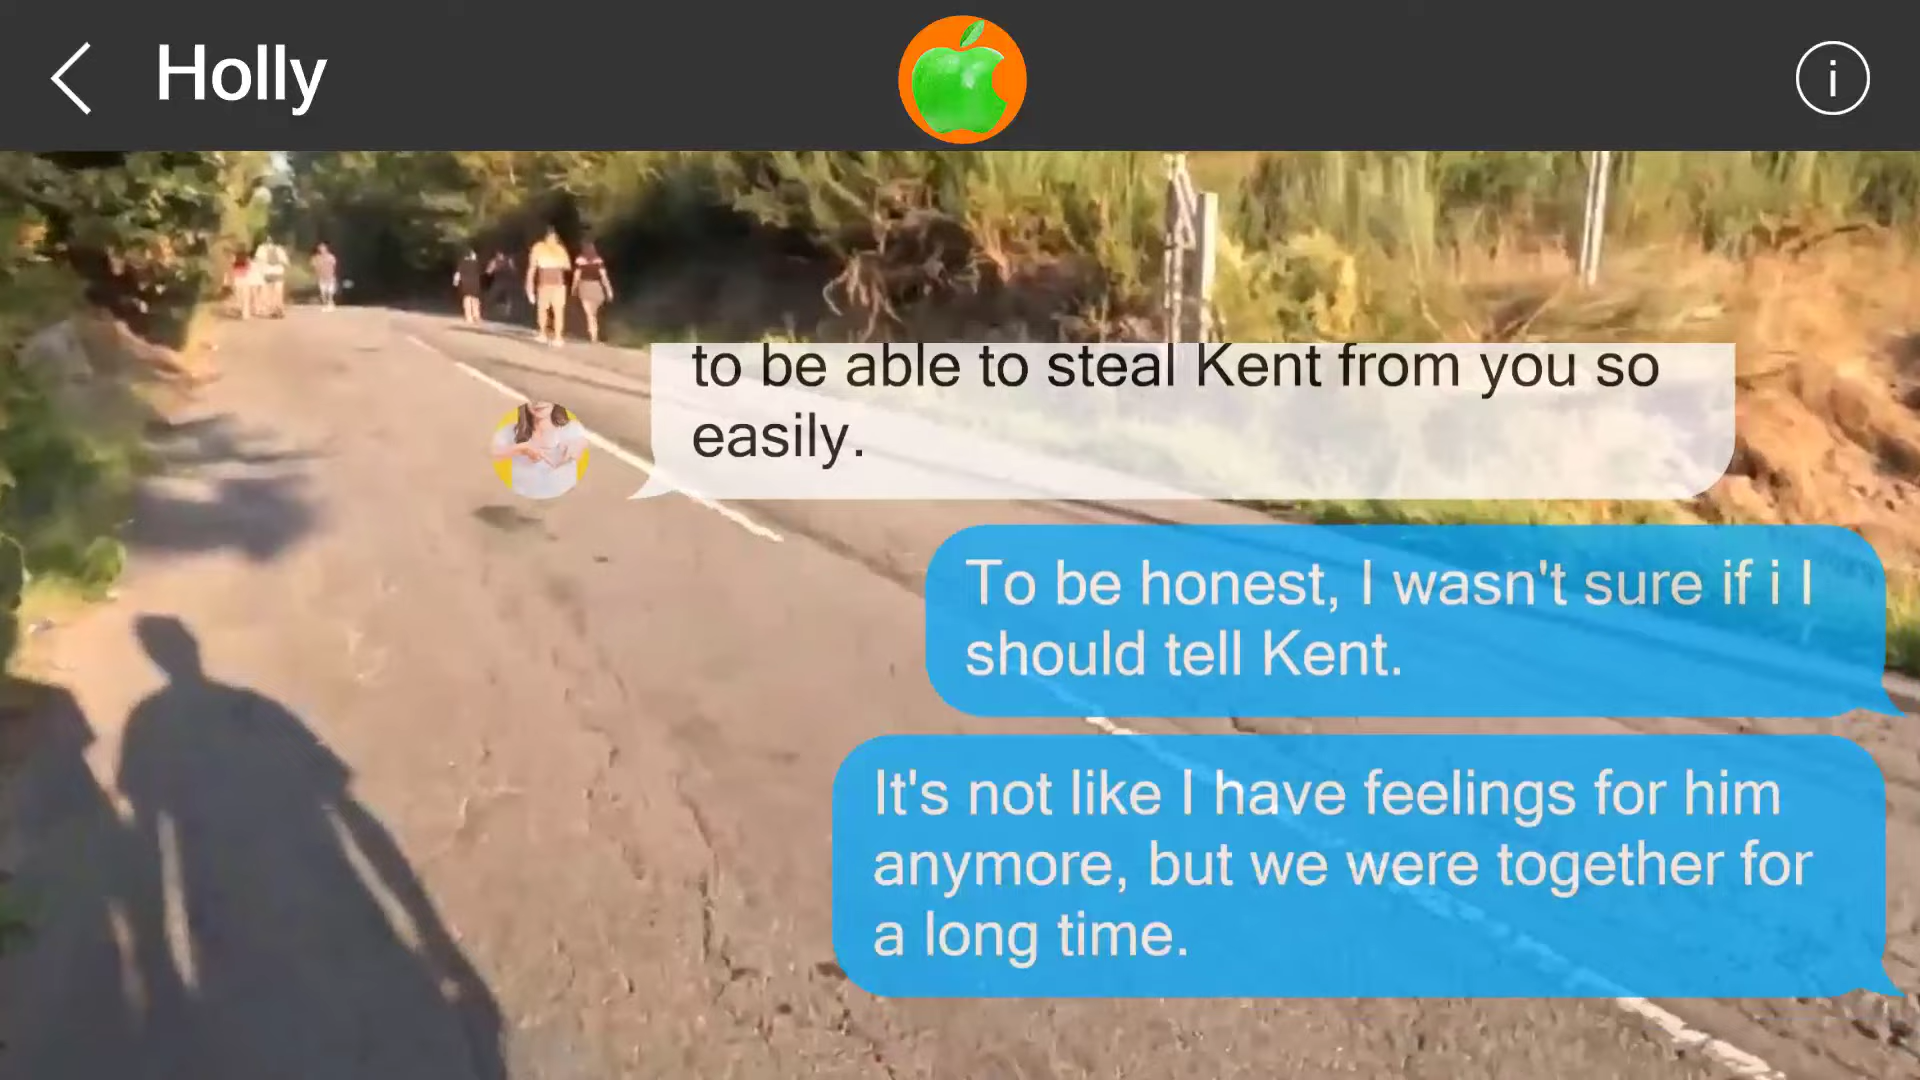 Holly
i
to be able to steal Kent from you so
easily.
To be honest, I wasn't sure if i I
should tell Kent.
It's not like I have feelings for him
anymore, but we were together for
a long time.